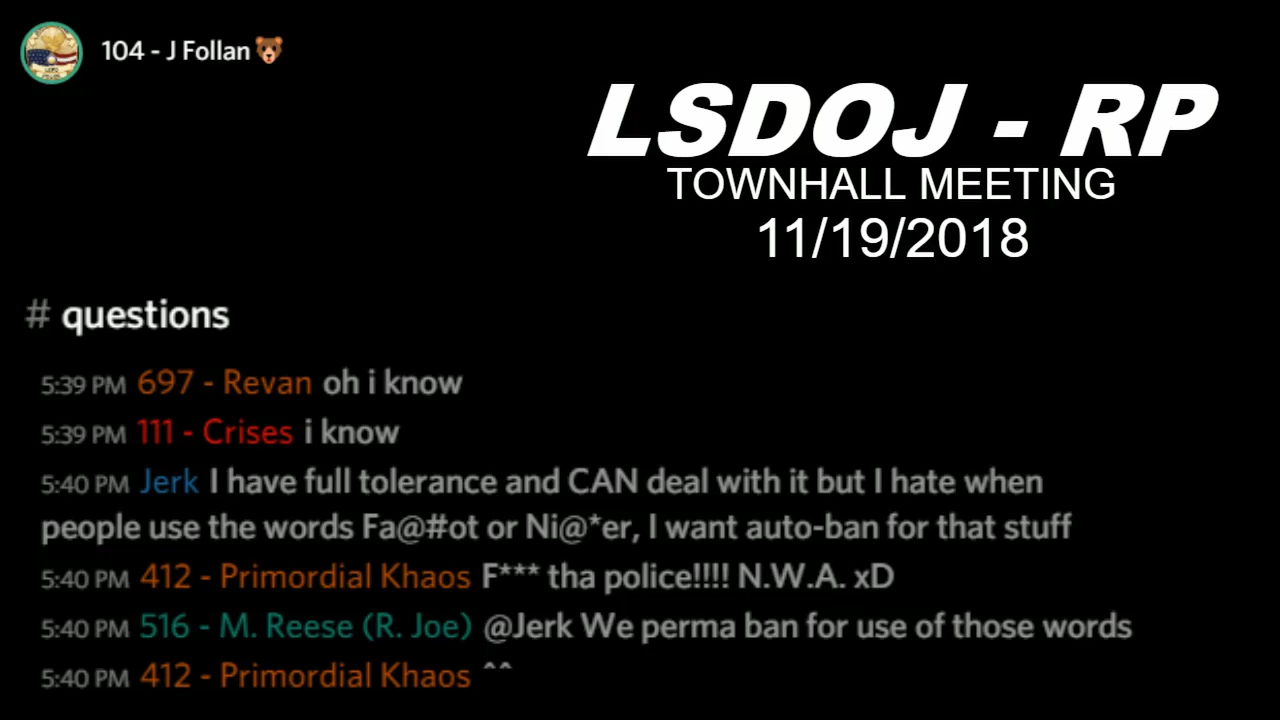 104 - J Follan🐻
LSDOJ - RP
TOWNHALL MEETING
11/19/2018
# questions
5:39 PM 697 - Revan oh i know
5:39 PM 111 - Crises i know
5:40 PM Jerk I have full tolerance and CAN deal with it but I hate when
people use the words Fa@#ot or Ni@*er, I want auto-ban for that stuff
5:40 PM 412 - Primordial Khaos F*** tha police!!!! N.W.A. xD
5:40 PM 516 - M. Reese (R. Joe) @Jerk We perma ban for use of those words
5:40 PM 412 - Primordial Khaos ^^